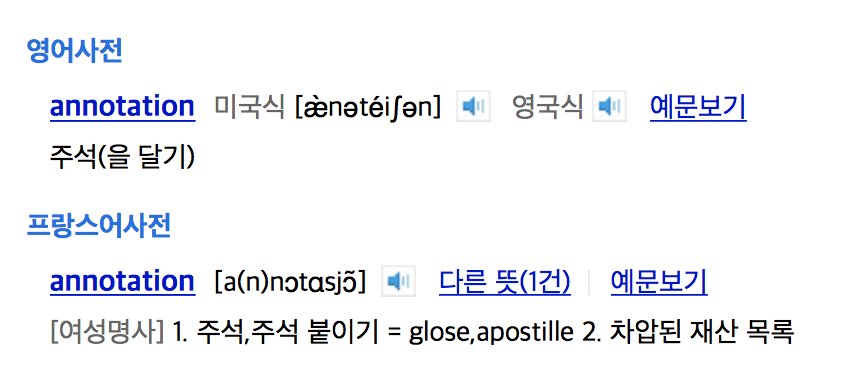 영어사전
annotation 미국식 [æ̀nətéiʃən] 영국식 예문보기
주석(을 달기)
프랑스어사전
annotation [a(n)nɔtɑsjɔ̃] 다른 뜻(1건) | 예문보기
[여성명사] 1. 주석,주석 붙이기 = glose,apostille 2. 차압된 재산 목록